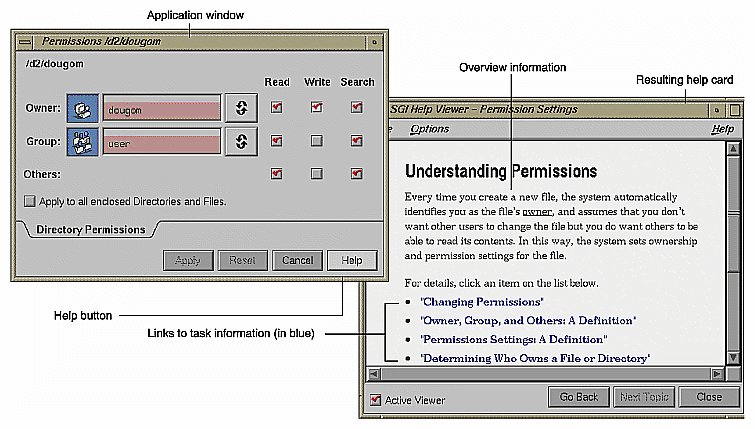 Application window
Permissions /d2/dougom
/d2/dougom
Read Write Search
Owner: dougom
Group: user
Others:
Apply to all enclosed Directories and Files.
Directory Permissions
Apply Reset Cancel Help
Help button
Links to task information (in blue)
Overview information
Resulting help card
SGI Help Viewer – Permission Settings
e Options Help
Understanding Permissions
Every time you create a new file, the system automatically
identifies you as the file's owner, and assumes that you don't
want other users to change the file but you do want others to be
able to read its contents. In this way, the system sets ownership
and permission settings for the file.
For details, click an item on the list below.
• "Changing Permissions"
• "Owner, Group, and Others: A Definition"
• "Permissions Settings: A Definition"
• "Determining Who Owns a File or Directory"
Active Viewer
Go Back Next Topic Close